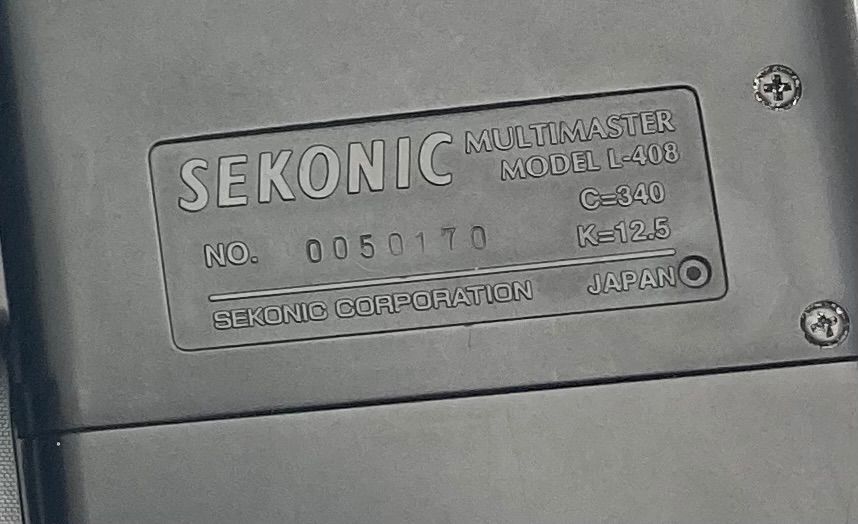 SEKONIC MULTIMASTER
MODEL L-408
C=340
NO. 0050170 K=12.5
SEKONIC CORPORATION JAPAN